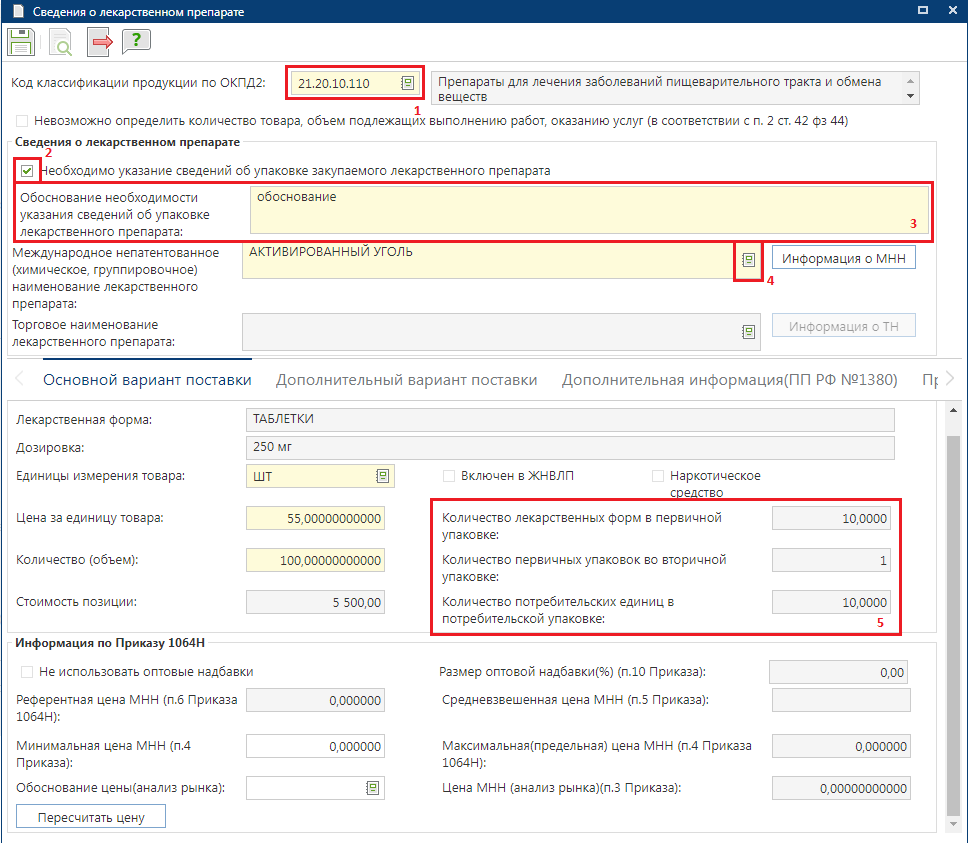 Сведения о лекарственном препарате
?
Код классификации продукции по ОКПД2:
21.20.10.110
Препараты для лечения заболеваний пищеварительного тракта и обмена
веществ
1
Невозможно определить количество товара, объем подлежащих выполнению работ, оказанию услуг (в соответствии с п. 2 ст. 42 фз 44)
Сведения о лекарственном препарате
2
Необходимо указание сведений об упаковке закупаемого лекарственного препарата
Обоснование необходимости
указания сведений об упаковке
лекарственного препарата:
обоснование
3
Международное непатентованное
(химическое, группировочное)
наименование лекарственного
препарата:
АКТИВИРОВАННЫЙ УГОЛЬ
4
Информация о МНН
Торговое наименование
лекарственного препарата:
Информация о ТН
Основной вариант поставки
Дополнительный вариант поставки
Дополнительная информация(ПП РФ №1380)
Пр
Лекарственная форма:
ТАБЛЕТКИ
Дозировка:
250 мг
Единицы измерения товара:
ШТ
Включен в ЖНВЛП
Наркотическое
средство
Цена за единицу товара:
55,00000000000
Количество лекарственных форм в первичной
упаковке:
10,0000
Количество (объем):
100,00000000000
Количество первичных упаковок во вторичной
упаковке:
1
Стоимость позиции:
5 500,00
Количество потребительских единиц в
потребительской упаковке:
10,0000
5
Информация по Приказу 1064Н
Не использовать оптовые надбавки
Размер оптовой надбавки(%) (п.10 Приказа):
0,00
Референтная цена МНН (п.6 Приказа
1064Н):
0,000000
Средневзвешенная цена МНН (п.5 Приказа):
Минимальная цена МНН (п.4
Приказа):
0,000000
Максимальная(предельная) цена МНН (п.4 Приказа
1064Н):
0,000000
Обоснование цены(анализ рынка):
Цена МНН (анализ рынка)(п.3 Приказа):
0,00000000000
Пересчитать цену